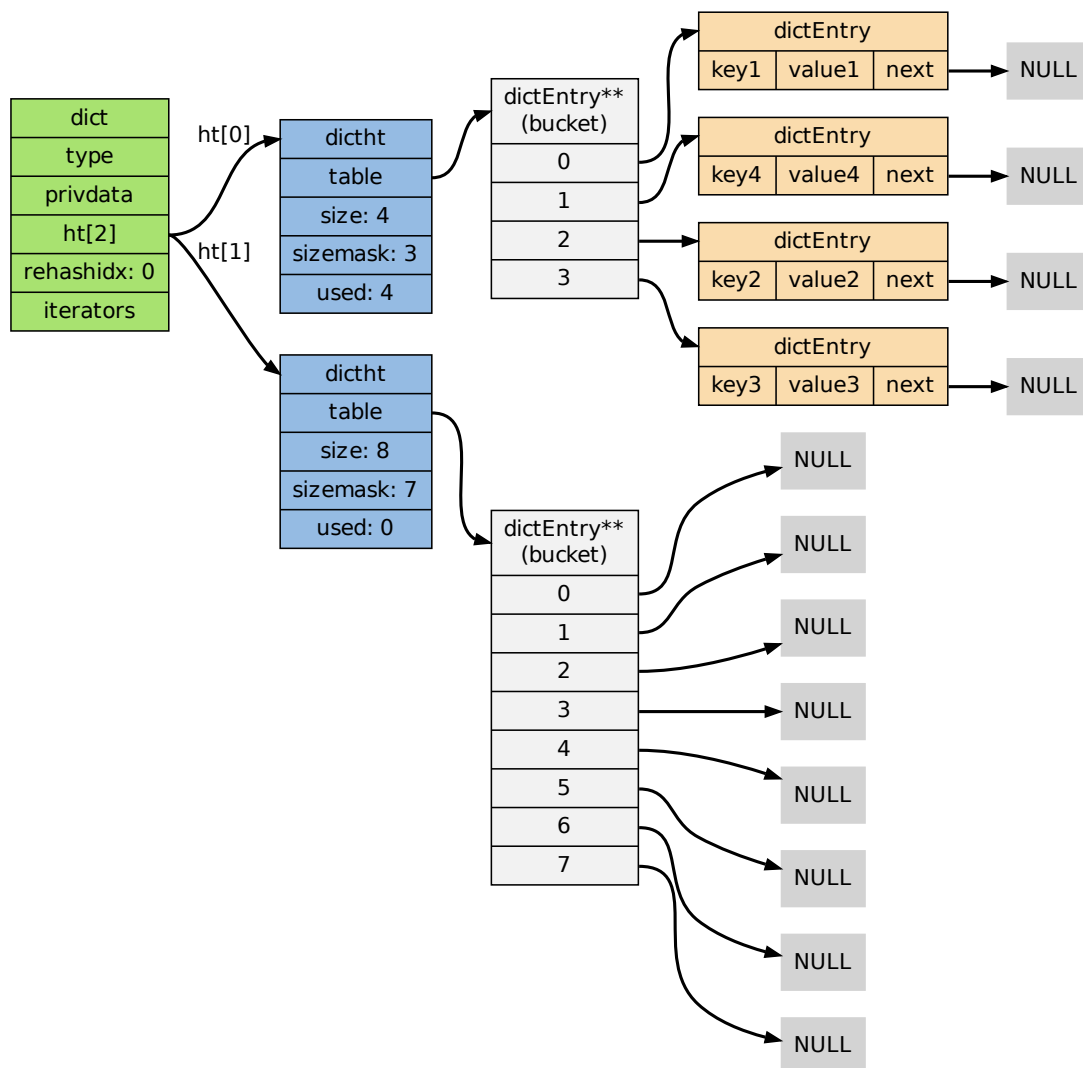 dict
type
privdata
ht[2]
rehashidx: 0
iterators
ht[0]
ht[1]
dictht
table
size: 4
sizemask: 3
used: 4
dictht
table
size: 8
sizemask: 7
used: 0
dictEntry**
(bucket)
0
1
2
3
dictEntry
key1 value1 next
NULL
dictEntry
key4 value4 next
NULL
dictEntry
key2 value2 next
NULL
dictEntry
key3 value3 next
NULL
dictEntry**
(bucket)
0
1
2
3
4
5
6
7
NULL
NULL
NULL
NULL
NULL
NULL
NULL
NULL